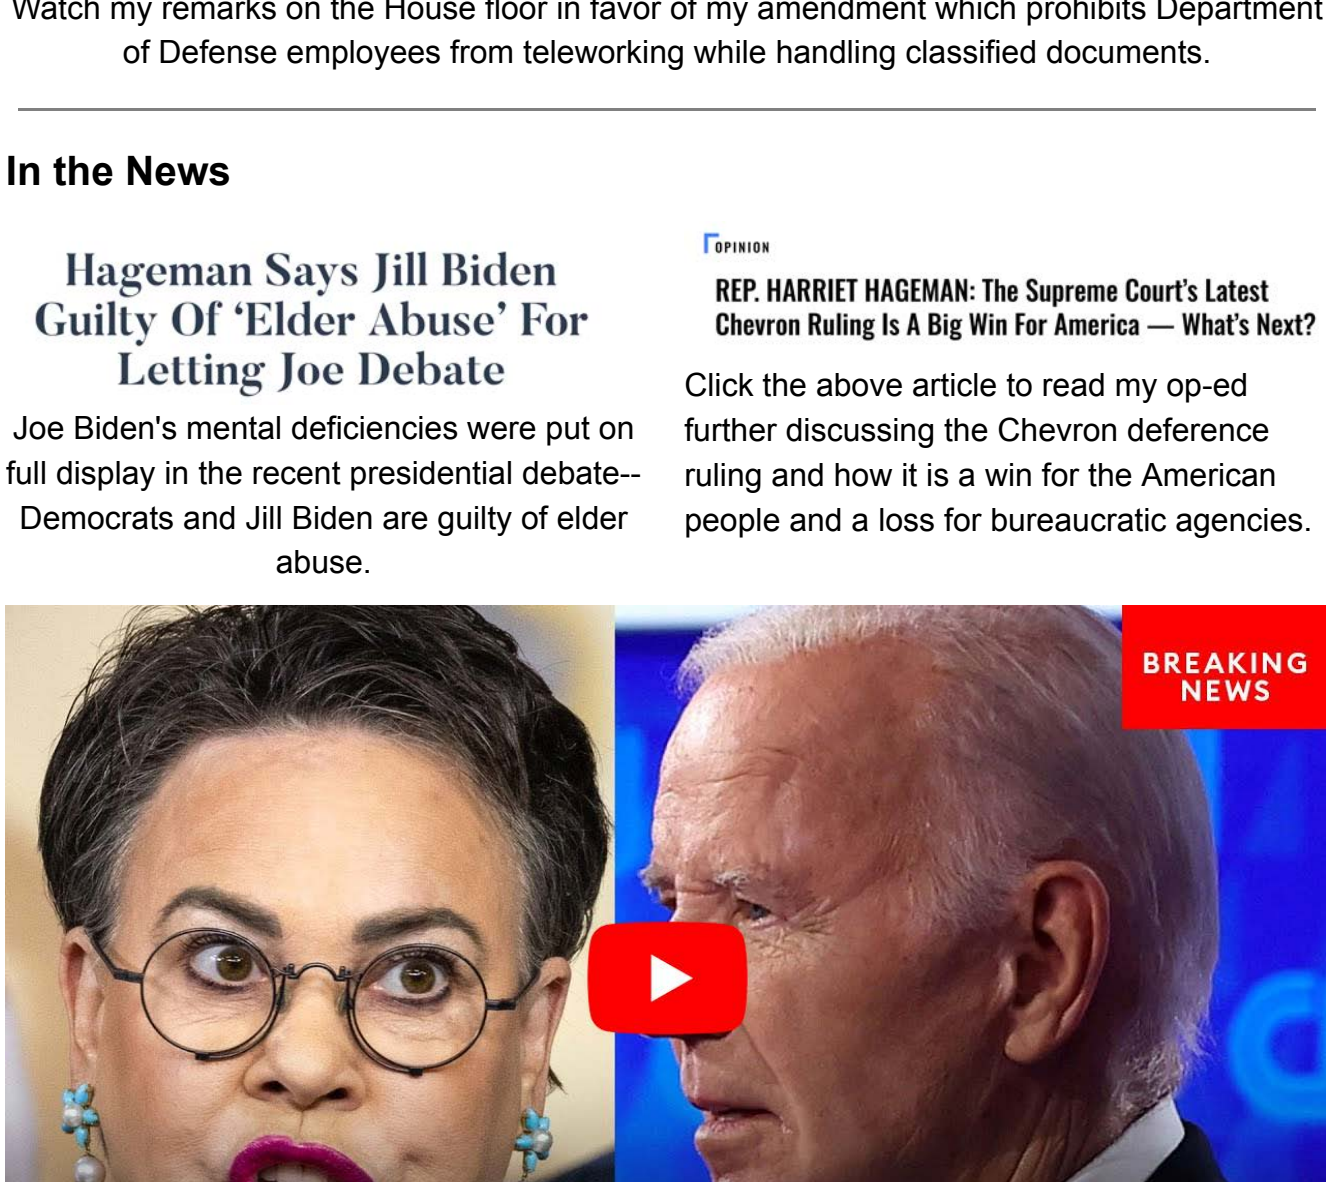 Watch my remarks on the House floor in favor of my amendment which prohibits Department
of Defense employees from teleworking while handling classified documents.
In the News
Hageman Says Jill Biden
Guilty Of ‘Elder Abuse’ For
Letting Joe Debate
Joe Biden's mental deficiencies were put on
full display in the recent presidential debate--
Democrats and Jill Biden are guilty of elder
abuse.
OPINION
REP. HARRIET HAGEMAN: The Supreme Court’s Latest
Chevron Ruling Is A Big Win For America — What’s Next?
Click the above article to read my op-ed
further discussing the Chevron deference
ruling and how it is a win for the American
people and a loss for bureaucratic agencies.
BREAKING
NEWS